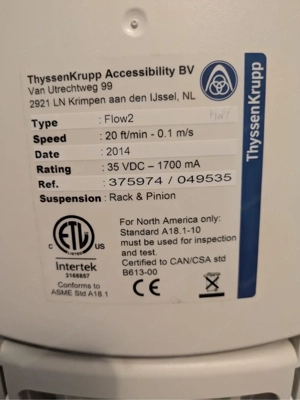 ThyssenKrupp Accessibility BV
Van Utrechtweg 99
2921 LN Krimpen aan den IJssel, NL
ThyssenKrupp
Type : Flow2
Speed : 20 ft/min - 0.1 m/s
Date : 2014
Rating : 35 VDC – 1700 mA
Ref. : 375974 / 049535
Suspension : Rack & Pinion
C ETL US
Intertek
3166857
Conforms to
ASME Std A18.1
For North America only:
Standard A18.1-10
must be used for inspection
and test.
Certified to CAN/CSA std
B613-00
CE